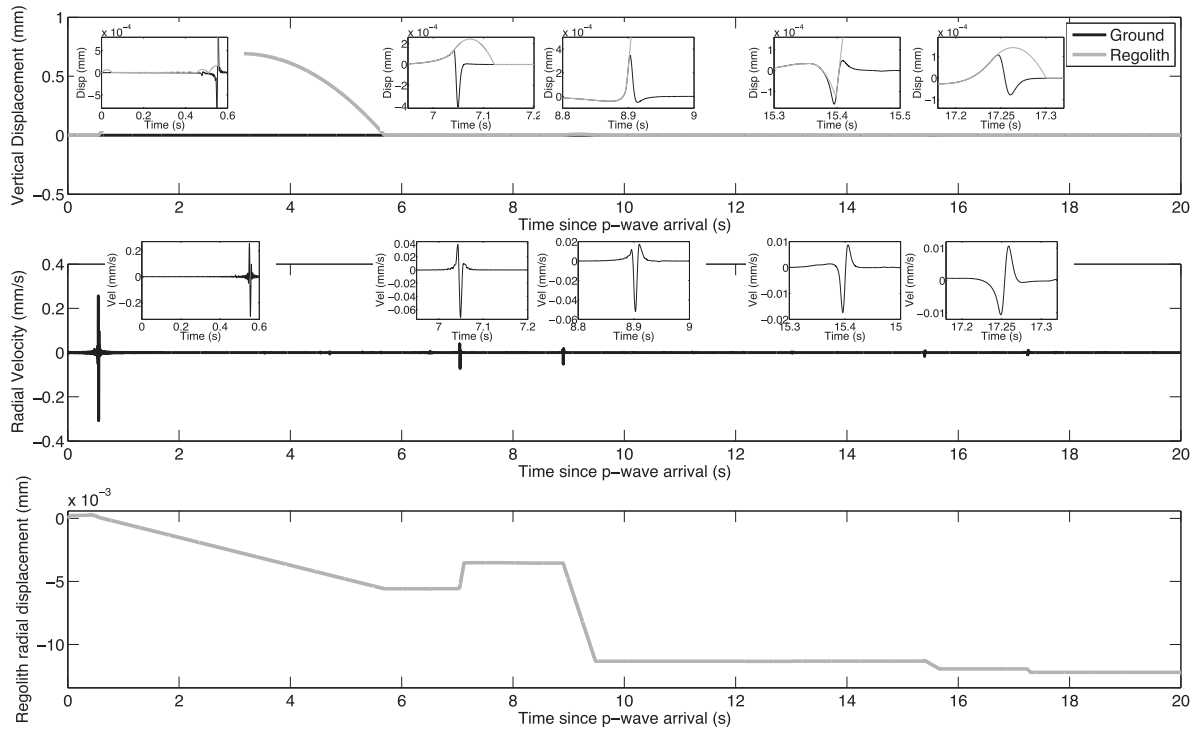 Vertical Displacement (mm)
1
0.5
0
−0.5
0 2 4 6 8 10 12 14 16 18 20
Time since p−wave arrival (s)
Ground
Regolith
x 10⁻⁴
Disp (mm)
5
0
−5
0 0.2 0.4 0.6
Time (s)
x 10⁻⁴
Disp (mm)
2
0
−2
−4
7 7.1 7.2
Time (s)
x 10⁻⁴
Disp (mm)
4
2
0
8.8 8.9 9
Time (s)
x 10⁻⁴
Disp (mm)
1
0
−1
15.3 15.4 15.5
Time (s)
x 10⁻⁴
Disp (mm)
1
0
−1
17.2 17.25 17.3
Time (s)
Radial Velocity (mm/s)
0.4
0.2
0
−0.2
−0.4
0 2 4 6 8 10 12 14 16 18 20
Time since p−wave arrival (s)
Vel (mm/s)
0.2
0
−0.2
0 0.2 0.4 0.6
Time (s)
Vel (mm/s)
0.04
0.02
0
−0.02
−0.04
−0.06
7 7.1 7.2
Time (s)
Vel (mm/s)
0.02
0
−0.02
−0.04
−0.06
8.8 8.9 9
Time (s)
Vel (mm/s)
0.01
0
−0.01
−0.02
15.3 15.4 15
Time (s)
Vel (mm/s)
0.01
0
−0.01
17.2 17.25 17.3
Time (s)
Regolith radial displacement (mm)
x 10⁻³
0
−5
−10
0 2 4 6 8 10 12 14 16 18 20
Time since p−wave arrival (s)